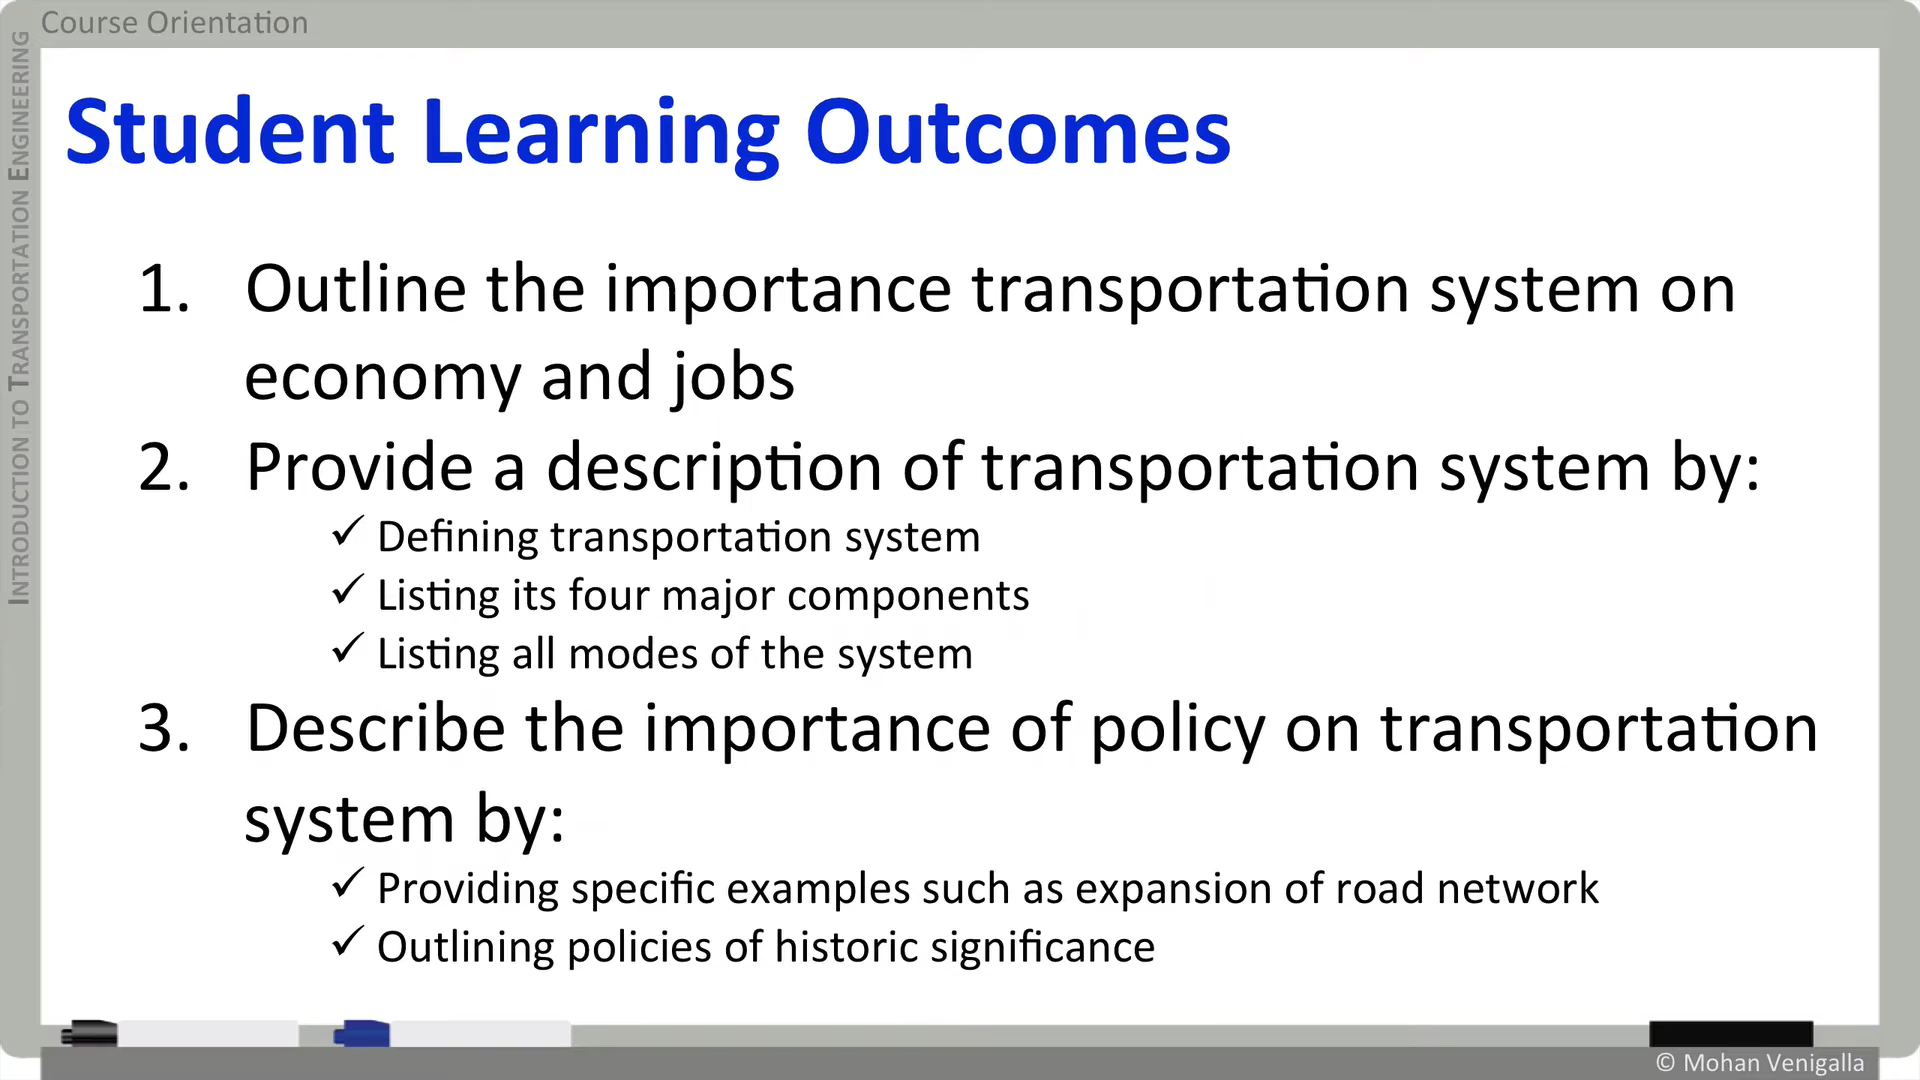 Course Orientation
INTRODUCTION TO TRANSPORTATION ENGINEERING
Student Learning Outcomes
1. Outline the importance transportation system on
economy and jobs
2. Provide a description of transportation system by:
✓ Defining transportation system
✓ Listing its four major components
✓ Listing all modes of the system
3. Describe the importance of policy on transportation
system by:
✓ Providing specific examples such as expansion of road network
✓ Outlining policies of historic significance
© Mohan Venigalla